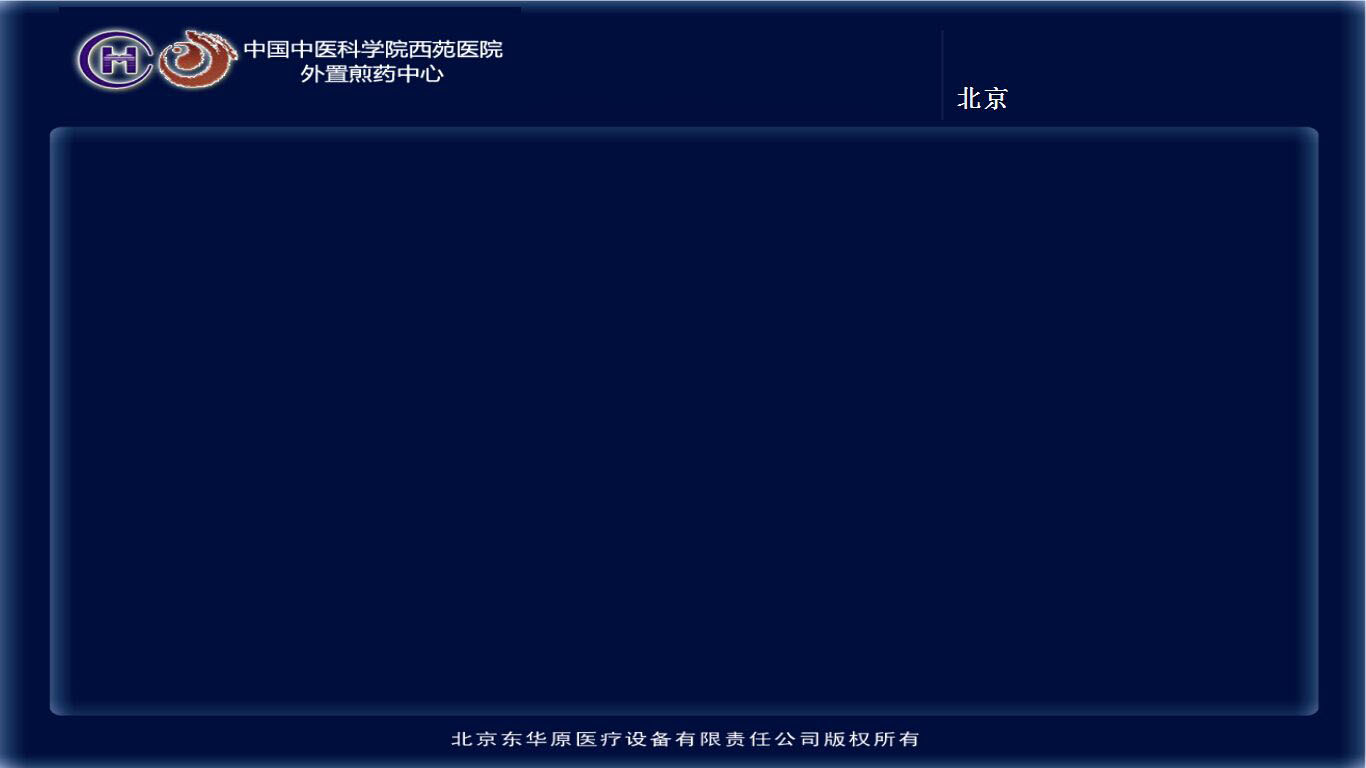 中国中医科学院西苑医院
外置煎药中心
北京
北京东华原医疗设备有限责任公司版权所有